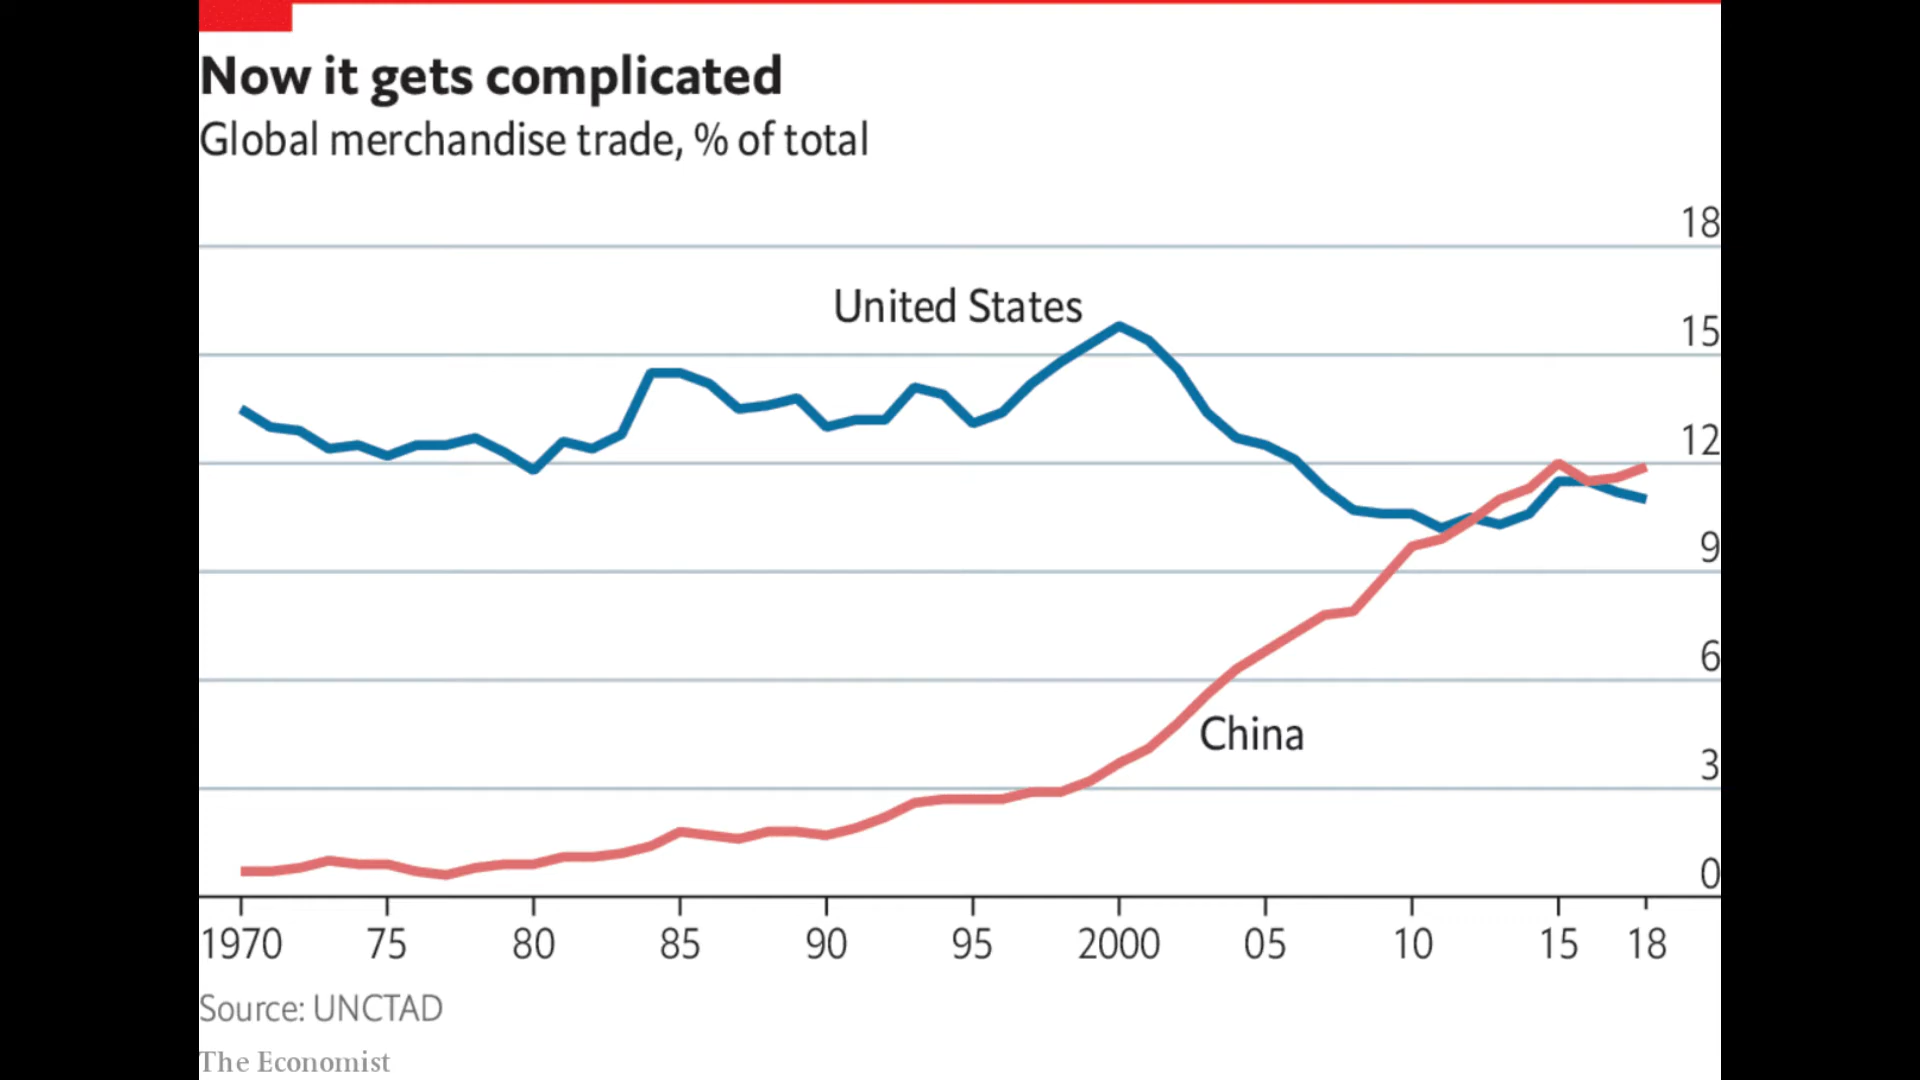 Now it gets complicated
Global merchandise trade, % of total
18
United States
15
12
9
6
China
3
0
1970 75 80 85 90 95 2000 05 10 15 18
Source: UNCTAD
The Economist